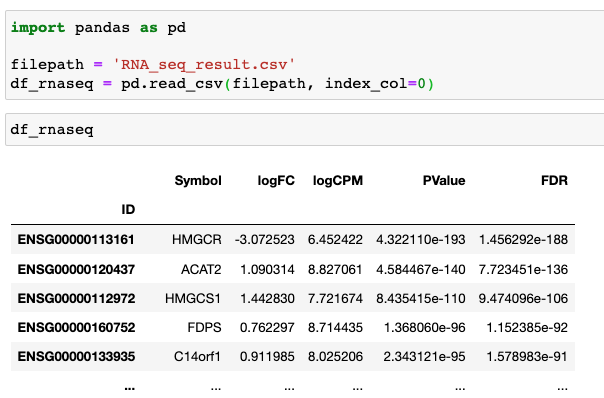 import pandas as pd
filepath = 'RNA_seq_result.csv'
df_rnaseq = pd.read_csv(filepath, index_col=0)
df_rnaseq
Symbol logFC logCPM PValue FDR
ID
ENSG00000113161 HMGCR -3.072523 6.452422 4.322110e-193 1.456292e-188
ENSG00000120437 ACAT2 1.090314 8.827061 4.584467e-140 7.723451e-136
ENSG00000112972 HMGCS1 1.442830 7.721674 8.435415e-110 9.474096e-106
ENSG00000160752 FDPS 0.762297 8.714435 1.368060e-96 1.152385e-92
ENSG00000133935 C14orf1 0.911985 8.025206 2.343121e-95 1.578983e-91
... ... ... ... ... ...